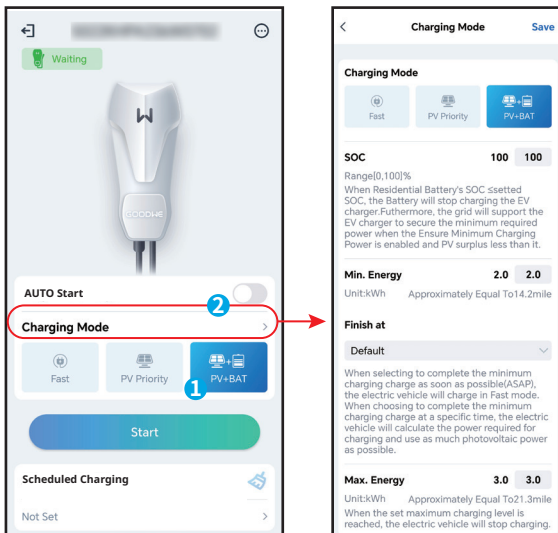 Waiting
GOODWE
AUTO Start
2
Charging Mode
Fast
PV Priority
1
PV+BAT
Start
Scheduled Charging
Not Set
Charging Mode
Save
Charging Mode
Fast
PV Priority
PV+BAT
SOC 100 100
Range[0,100]%
When Residential Battery's SOC ≤setted
SOC, the Battery will stop charging the EV
charger.Futhermore, the grid will support the
EV charger to secure the minimum required
power when the Ensure Minimum Charging
Power is enabled and PV surplus less than it.
Min. Energy 2.0 2.0
Unit:kWh Approximately Equal To14.2mile
Finish at
Default
When selecting to complete the minimum
charging charge as soon as possible(ASAP),
the electric vehicle will charge in Fast mode.
When choosing to complete the minimum
charging charge at a specific time, the electric
vehicle will calculate the power required for
charging and use as much photovoltaic power
as possible.
Max. Energy 3.0 3.0
Unit:kWh Approximately Equal To21.3mile
When the set maximum charging level is
reached, the electric vehicle will stop charging.